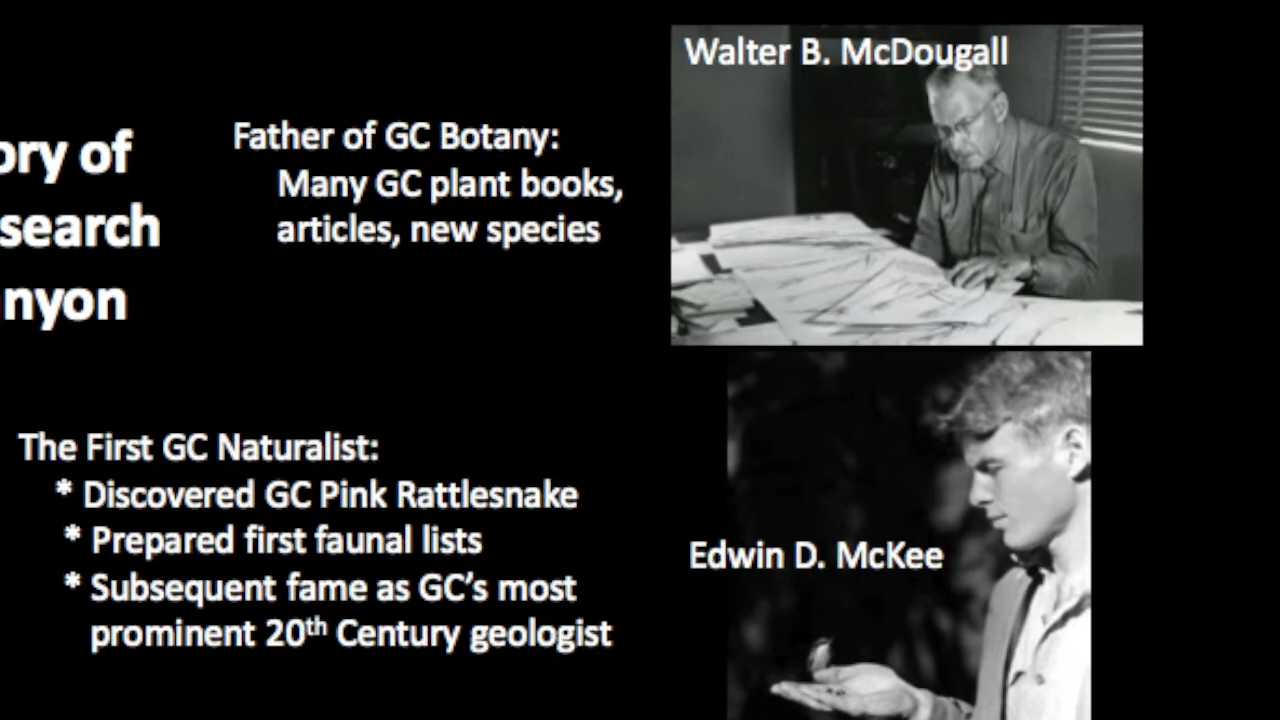 ory of
search
nyon
Father of GC Botany:
Many GC plant books,
articles, new species
Walter B. McDougall
The First GC Naturalist:
* Discovered GC Pink Rattlesnake
* Prepared first faunal lists
* Subsequent fame as GC's most
prominent 20th Century geologist
Edwin D. McKee